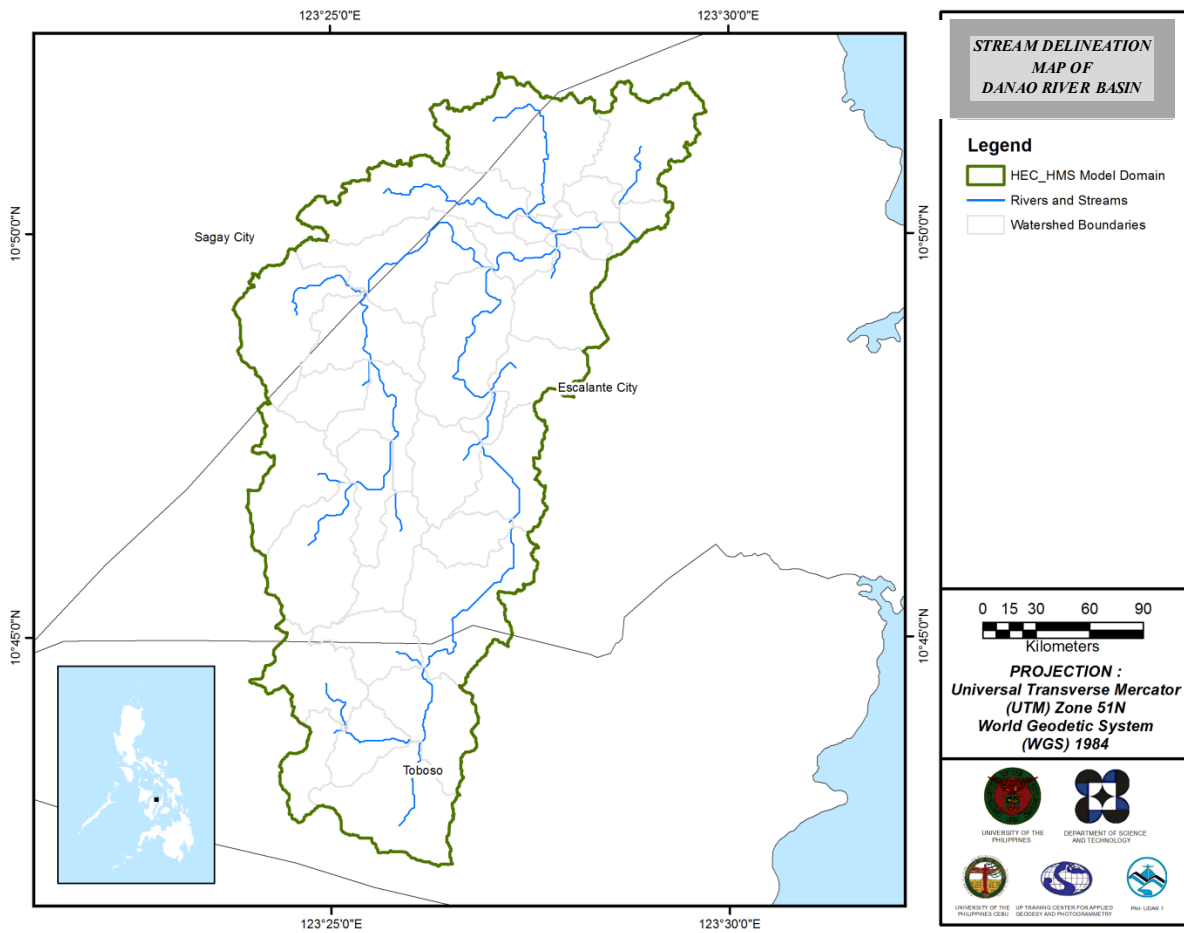 123°25'0"E
123°30'0"E
STREAM DELINEATION
MAP OF
DANAO RIVER BASIN
Legend
HEC_HMS Model Domain
Rivers and Streams
Watershed Boundaries
10°50'0"N
10°50'0"N
Sagay City
Escalante City
10°45'0"N
10°45'0"N
Toboso
0 15 30 60 90
Kilometers
PROJECTION :
Universal Transverse Mercator
(UTM) Zone 51N
World Geodetic System
(WGS) 1984
UNIVERSITY OF THE
PHILIPPINES
DEPARTMENT OF SCIENCE
AND TECHNOLOGY
UNIVERSITY OF THE
PHILIPPINES CEBU
UP TRAINING CENTER FOR APPLIED
GEODESY AND PHOTOGRAMMETRY
PHIL-LIDAR 1
123°25'0"E
123°30'0"E